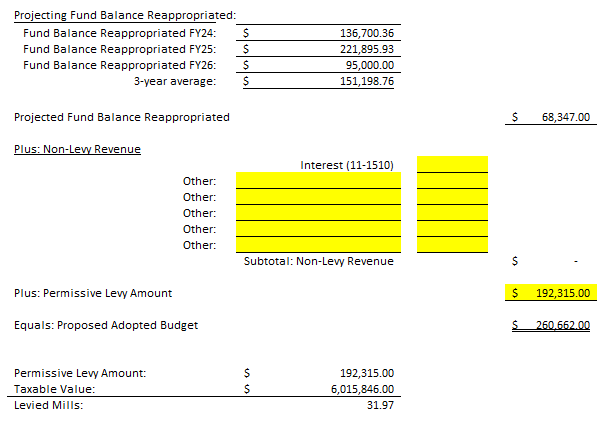 Projecting Fund Balance Reappropriated:
Fund Balance Reappropriated FY24: $ 136,700.36
Fund Balance Reappropriated FY25: $ 221,895.93
Fund Balance Reappropriated FY26: $ 95,000.00
3-year average: $ 151,198.76
Projected Fund Balance Reappropriated $ 68,347.00
Plus: Non-Levy Revenue
Interest (11-1510)
Other:
Other:
Other:
Other:
Other:
Subtotal: Non-Levy Revenue $ -
Plus: Permissive Levy Amount $ 192,315.00
Equals: Proposed Adopted Budget $ 260,662.00
Permissive Levy Amount: $ 192,315.00
Taxable Value: $ 6,015,846.00
Levied Mills: 31.97